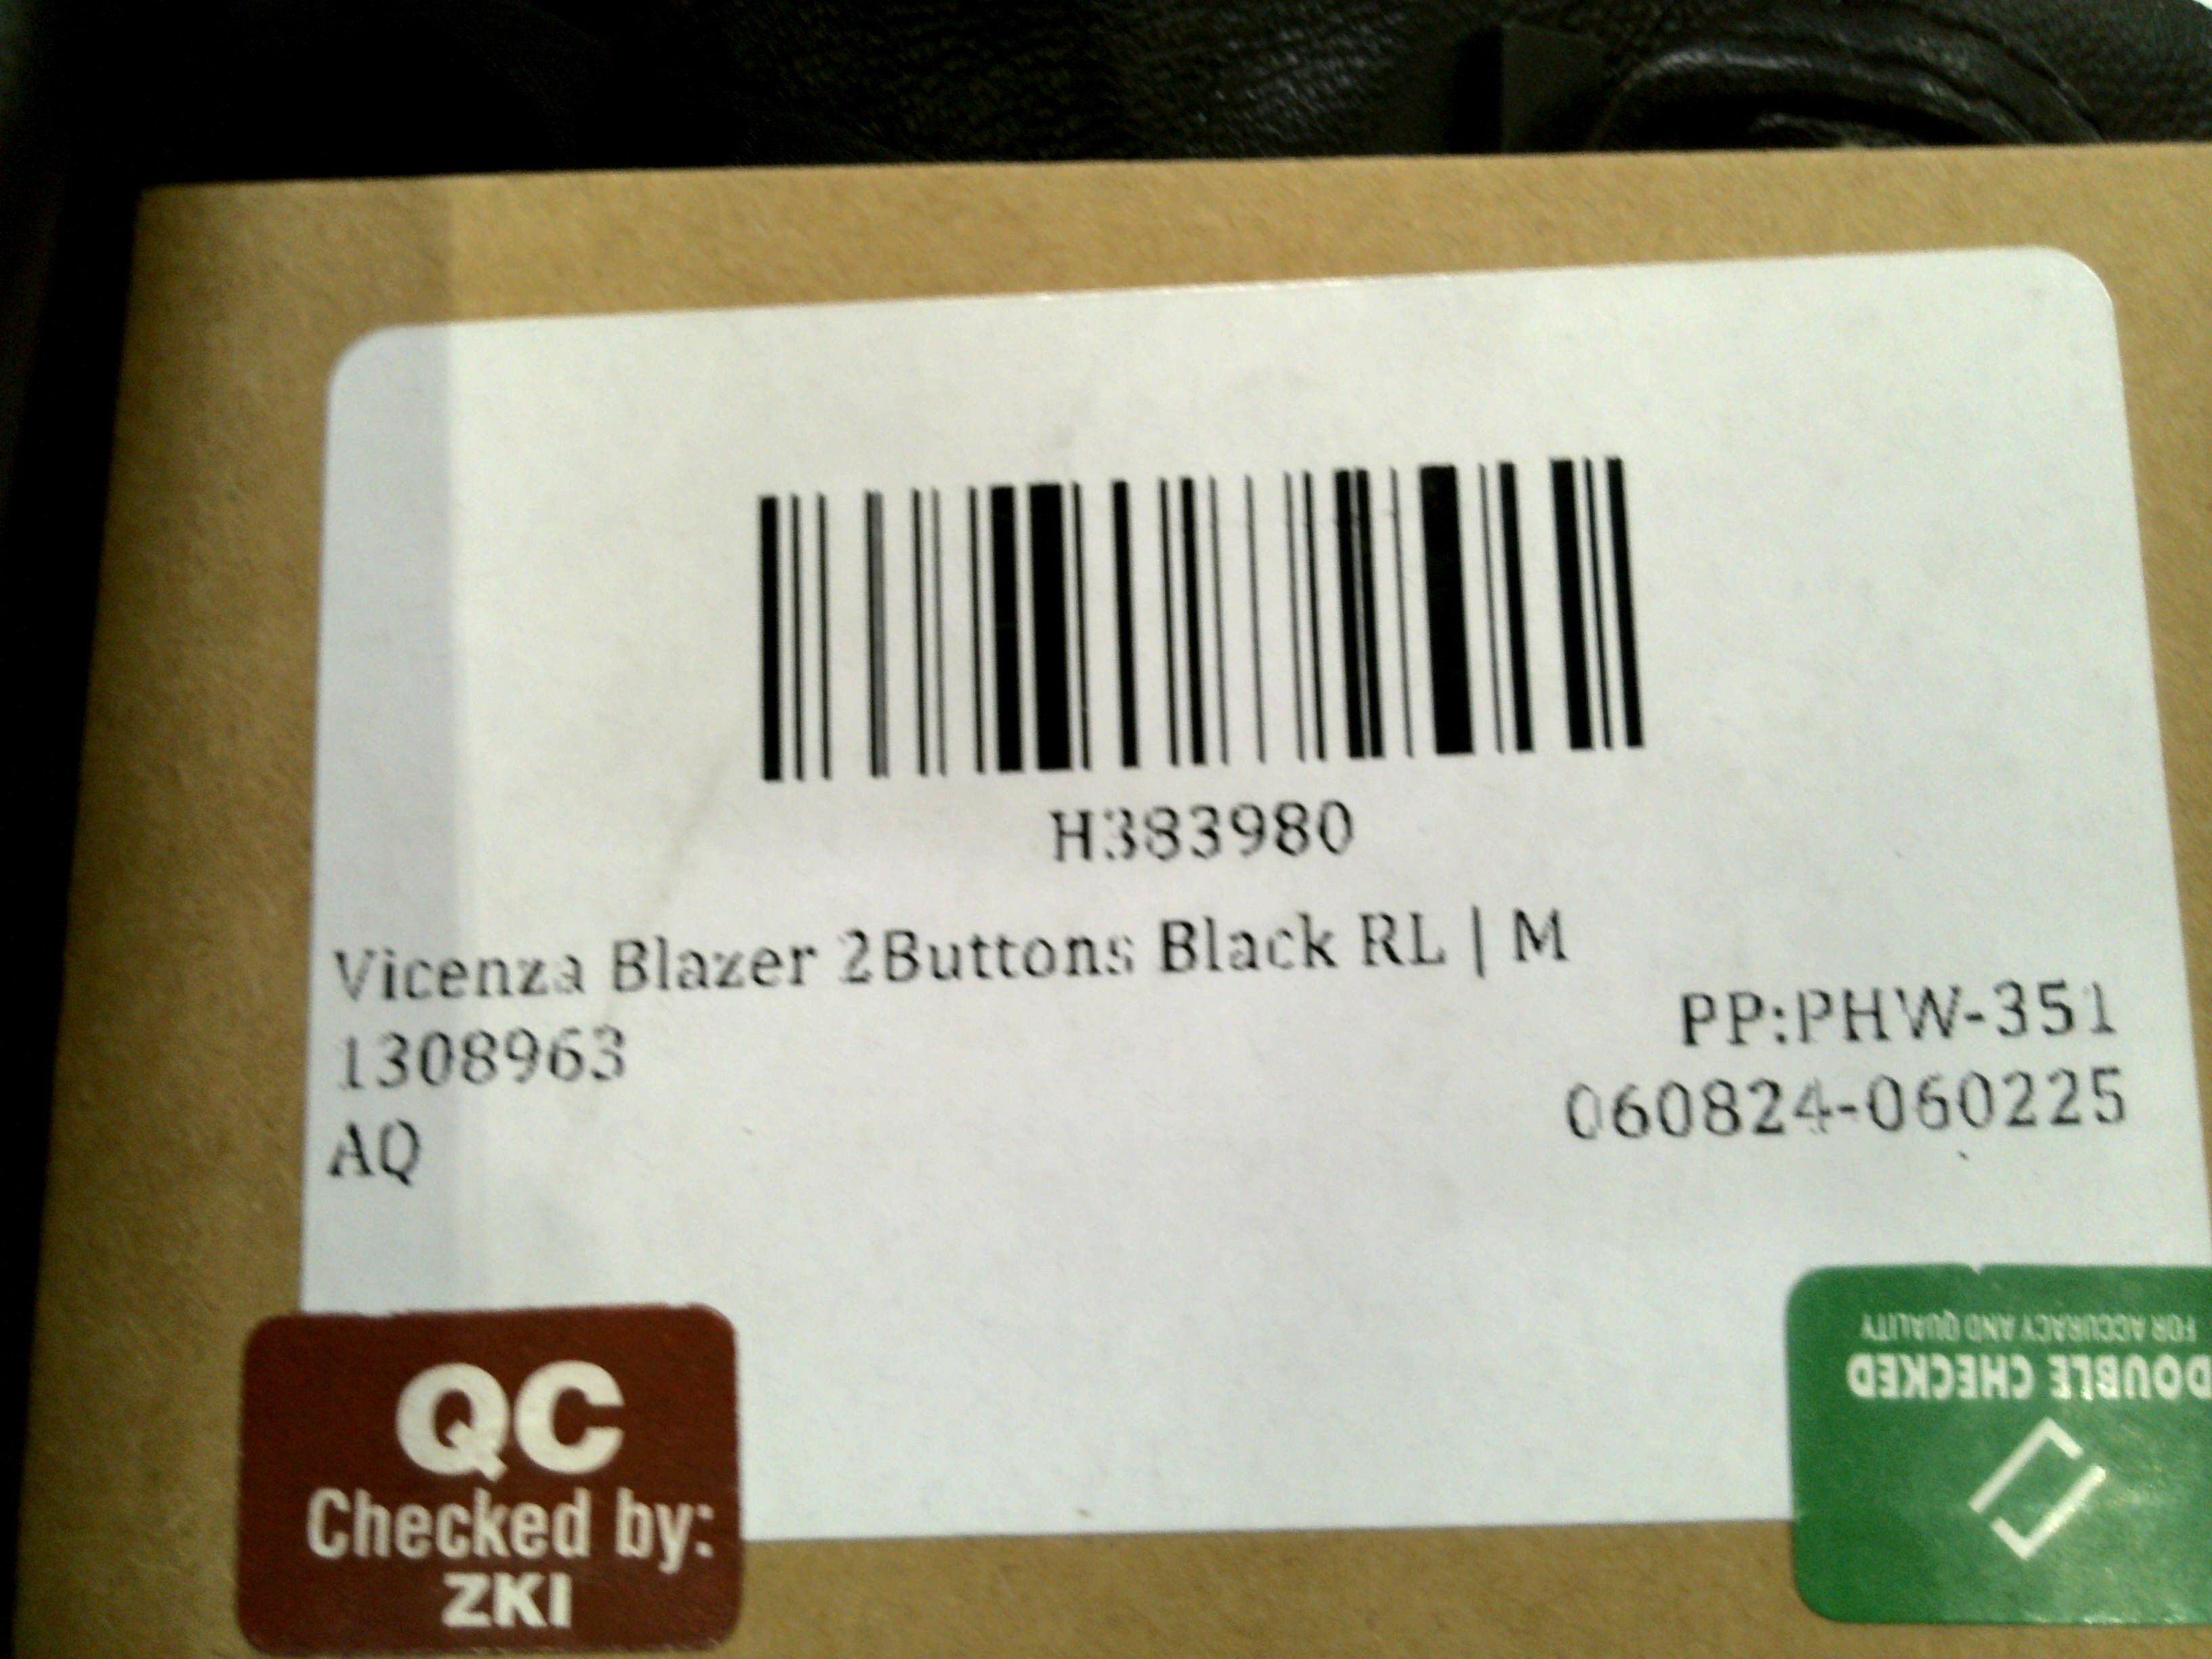 H383980
Vicenza Blazer 2Buttons Black RL | M
PP:PHW-351
1308963
060824-060225
AQ
QC
Checked by:
ZKI
DOUBLE CHECKED
FOR ACCURACY AND QUALITY